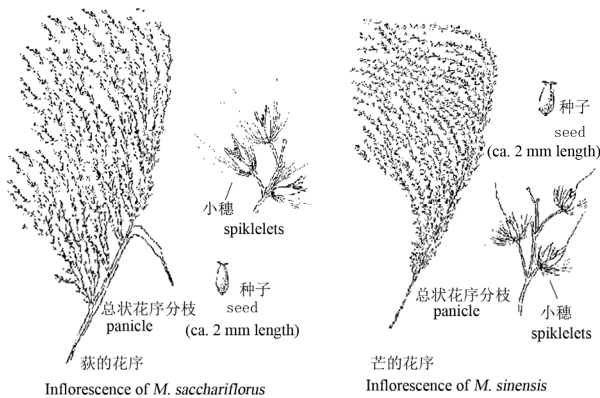 小穗
spiklelets
种子
seed
(ca. 2 mm length)
总状花序分枝
panicle
荻的花序
Inflorescence of M. sacchariflorus
种子
seed
(ca. 2 mm length)
总状花序分枝
panicle
小穗
spiklelets
芒的花序
Inflorescence of M. sinensis